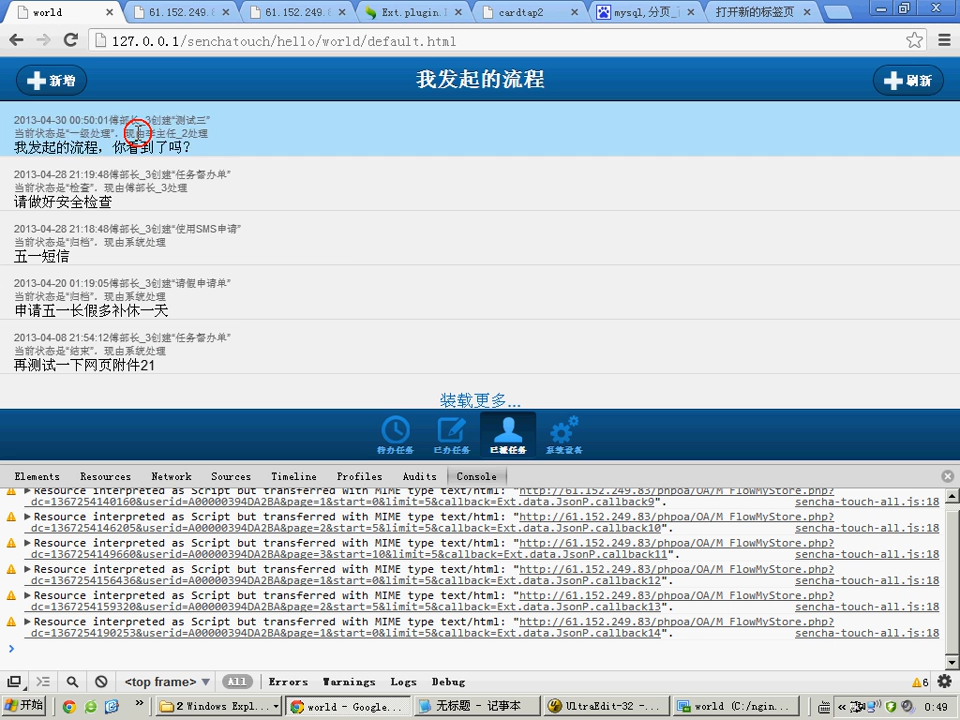 world
61.152.249.
61.152.249.
Ext.plugin.
cardtap2
mysql,分页_
打开新的标签页
127.0.0.1/senchatouch/hello/world/default.html
新增
我发起的流程
刷新
2013-04-30 00:50:01傅部长_3创建“测试三”
当前状态是“一级处理”。现由李主任_2处理
我发起的流程，你看到了吗？
2013-04-28 21:19:48傅部长_3创建“任务督办单”
当前状态是“检查”。现由傅部长_3处理
请做好安全检查
2013-04-28 21:18:48傅部长_3创建“使用SMS申请”
当前状态是“归档”。现由系统处理
五一短信
2013-04-20 01:19:05傅部长_3创建“请假申请单”
当前状态是“归档”。现由系统处理
申请五一长假多补休一天
2013-04-08 21:54:12傅部长_3创建“任务督办单”
当前状态是“结束”。现由系统处理
再测试一下网页附件21
装载更多...
待办任务
已办任务
已派任务
系统设备
Elements Resources Network Sources Timeline Profiles Audits Console
Resource interpreted as Script but transferred with MIME type text/html: "http://61.152.249.83/phpoa/OA/M_FlowMyStore.php?
_dc=1367254140160&userid=A00000394DA2BA&page=1&start=0&limit=5&callback=Ext.data.JsonP.callback9". sencha-touch-all.js:18
Resource interpreted as Script but transferred with MIME type text/html: "http://61.152.249.83/phpoa/OA/M_FlowMyStore.php?
_dc=1367254146205&userid=A00000394DA2BA&page=2&start=5&limit=5&callback=Ext.data.JsonP.callback10". sencha-touch-all.js:18
Resource interpreted as Script but transferred with MIME type text/html: "http://61.152.249.83/phpoa/OA/M_FlowMyStore.php?
_dc=1367254149660&userid=A00000394DA2BA&page=3&start=10&limit=5&callback=Ext.data.JsonP.callback11". sencha-touch-all.js:18
Resource interpreted as Script but transferred with MIME type text/html: "http://61.152.249.83/phpoa/OA/M_FlowMyStore.php?
_dc=1367254156436&userid=A00000394DA2BA&page=1&start=0&limit=5&callback=Ext.data.JsonP.callback12". sencha-touch-all.js:18
Resource interpreted as Script but transferred with MIME type text/html: "http://61.152.249.83/phpoa/OA/M_FlowMyStore.php?
_dc=1367254159320&userid=A00000394DA2BA&page=2&start=5&limit=5&callback=Ext.data.JsonP.callback13". sencha-touch-all.js:18
Resource interpreted as Script but transferred with MIME type text/html: "http://61.152.249.83/phpoa/OA/M_FlowMyStore.php?
_dc=1367254190253&userid=A00000394DA2BA&page=1&start=0&limit=5&callback=Ext.data.JsonP.callback14". sencha-touch-all.js:18
<top frame> All Errors Warnings Logs Debug 6
开始
2 Windows Expl...
world - Google...
无标题 - 记事本
UltraEdit-32 - ...
world (C:/ngin...
0:49